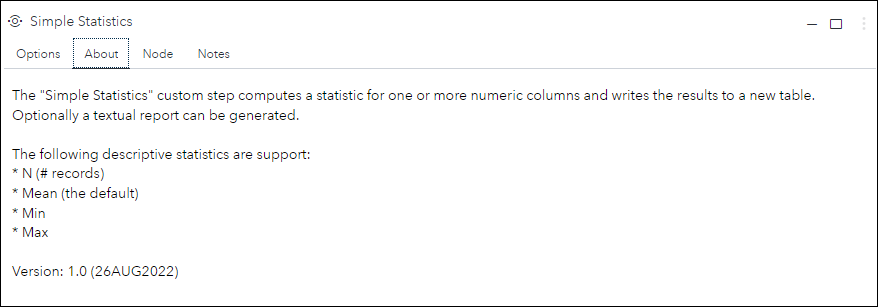 Simple Statistics
Options About Node Notes
The "Simple Statistics" custom step computes a statistic for one or more numeric columns and writes the results to a new table.
Optionally a textual report can be generated.
The following descriptive statistics are support:
* N (# records)
* Mean (the default)
* Min
* Max
Version: 1.0 (26AUG2022)